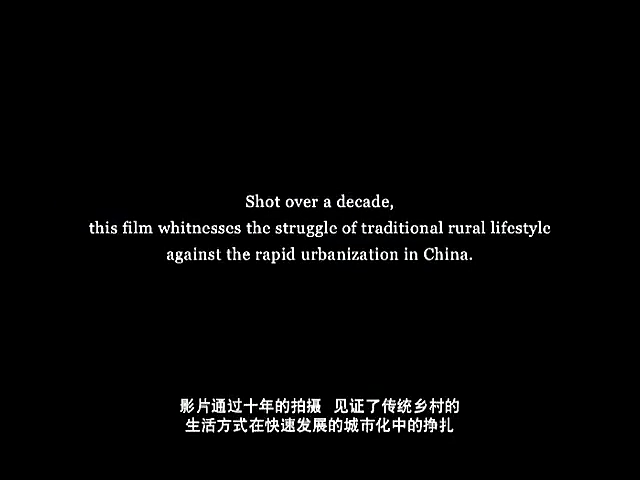 Shot over a decade,
this film whitnesses the struggle of traditional rural lifestyle
against the rapid urbanization in China.
影片通过十年的拍摄 见证了传统乡村的
生活方式在快速发展的城市化中的挣扎